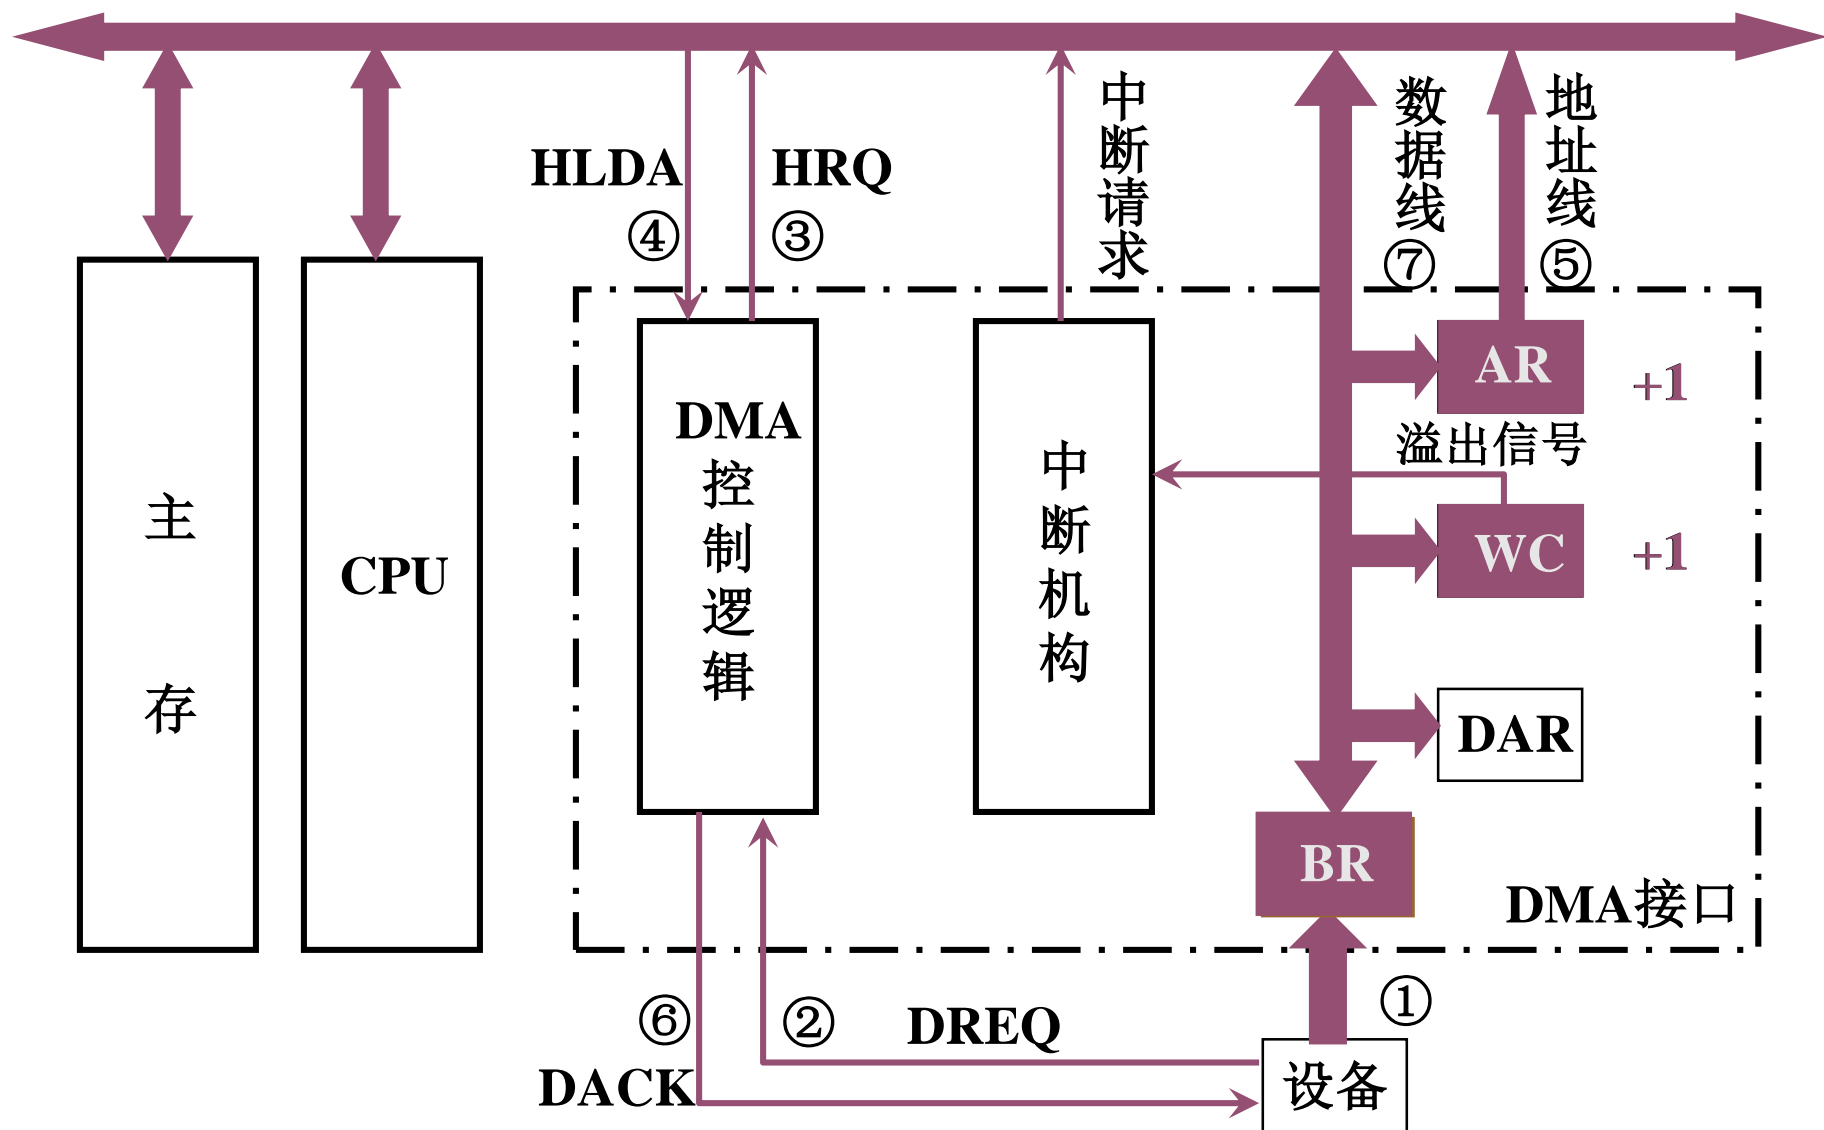 HLDA
④
HRQ
③
中断请求
数据线
⑦
地址线
⑤
主存
CPU
DMA
控制逻辑
中断机构
AR
+1
溢出信号
WC
+1
DAR
BR
DMA接口
⑥
②
DREQ
①
DACK
设备